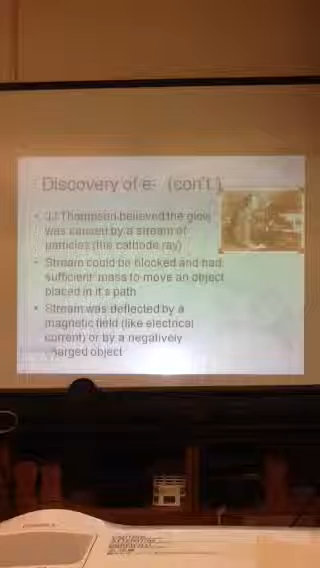 Discovery of e- (con't.)
• JJ Thompson believed the glow
was caused by a stream of
particles (the cathode ray)
• Stream could be blocked and had
sufficient mass to move an object
placed in it's path
• Stream was deflected by a
magnetic field (like electrical
current) or by a negatively
charged object